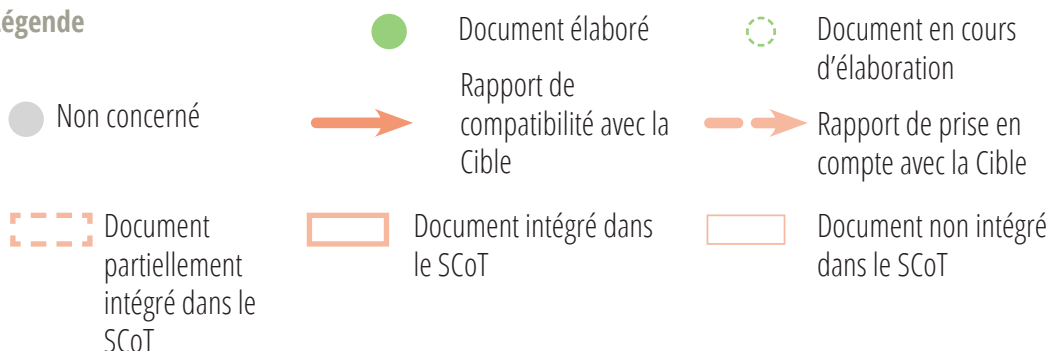 Légende
Document élaboré
Document en cours
d'élaboration
Non concerné
Rapport de
compatibilité avec la
Cible
Rapport de prise en
compte avec la Cible
Document
partiellement
intégré dans le
SCoT
Document intégré dans
le SCoT
Document non intégré
dans le SCoT